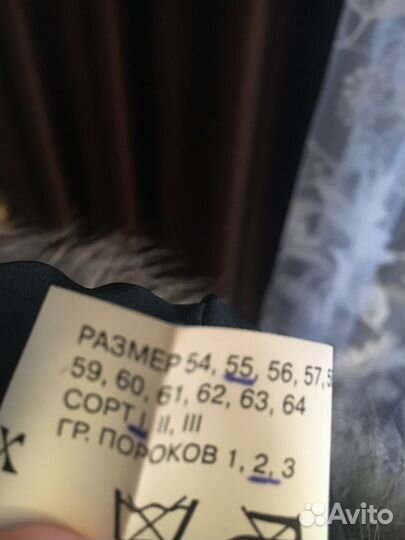 РАЗМЕР 54, 55, 56, 57, 5
59, 60, 61, 62, 63, 64
СОРТ I, II, III
ГР. ПОРОКОВ 1, 2, 3
Avito